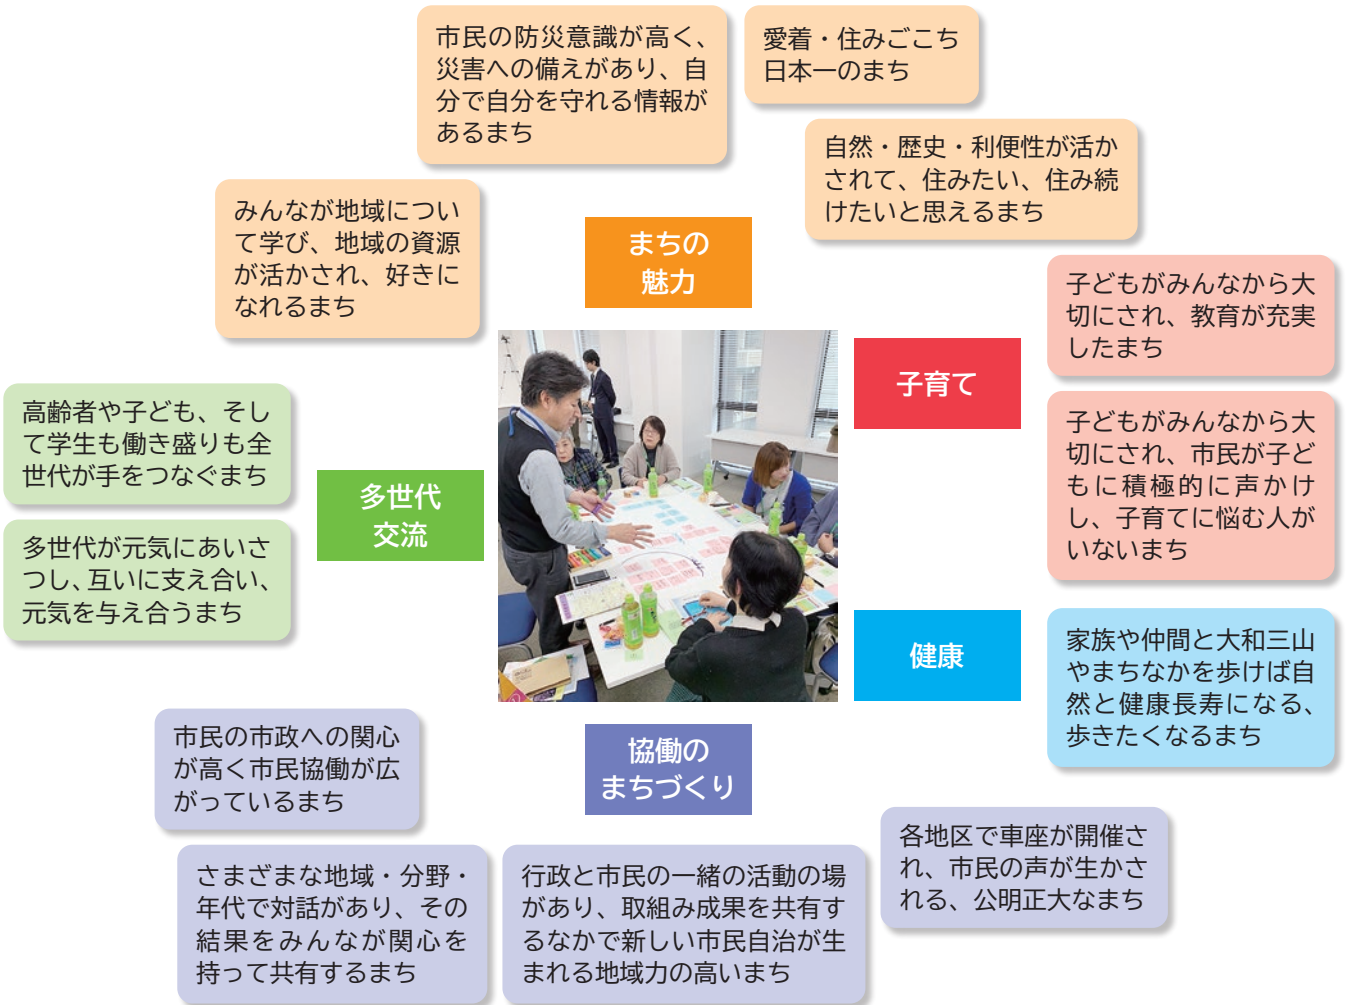 市民の防災意識が高く、
災害への備えがあり、自
分で自分を守れる情報が
あるまち
愛着・住みごこち
日本一のまち
自然・歴史・利便性が活か
されて、住みたい、住み続
けたいと思えるまち
みんなが地域につい
て学び、地域の資源
が活かされ、好きに
なれるまち
まちの
魅力
子どもがみんなから大
切にされ、教育が充実
したまち
子育て
子どもがみんなから大
切にされ、市民が子ど
もに積極的に声かけ
し、子育てに悩む人が
いないまち
高齢者や子ども、そし
て学生も働き盛りも全
世代が手をつなぐまち
多世代
交流
多世代が元気にあいさ
つし、互いに支え合い、
元気を与え合うまち
健康
家族や仲間と大和三山
やまちなかを歩けば自
然と健康長寿になる、
歩きたくなるまち
協働の
まちづくり
市民の市政への関心
が高く市民協働が広
がっているまち
さまざまな地域・分野・
年代で対話があり、その
結果をみんなが関心を
持って共有するまち
行政と市民の一緒の活動の場
があり、取組み成果を共有す
るなかで新しい市民自治が生
まれる地域力の高いまち
各地区で車座が開催さ
れ、市民の声が生かさ
れる、公明正大なまち